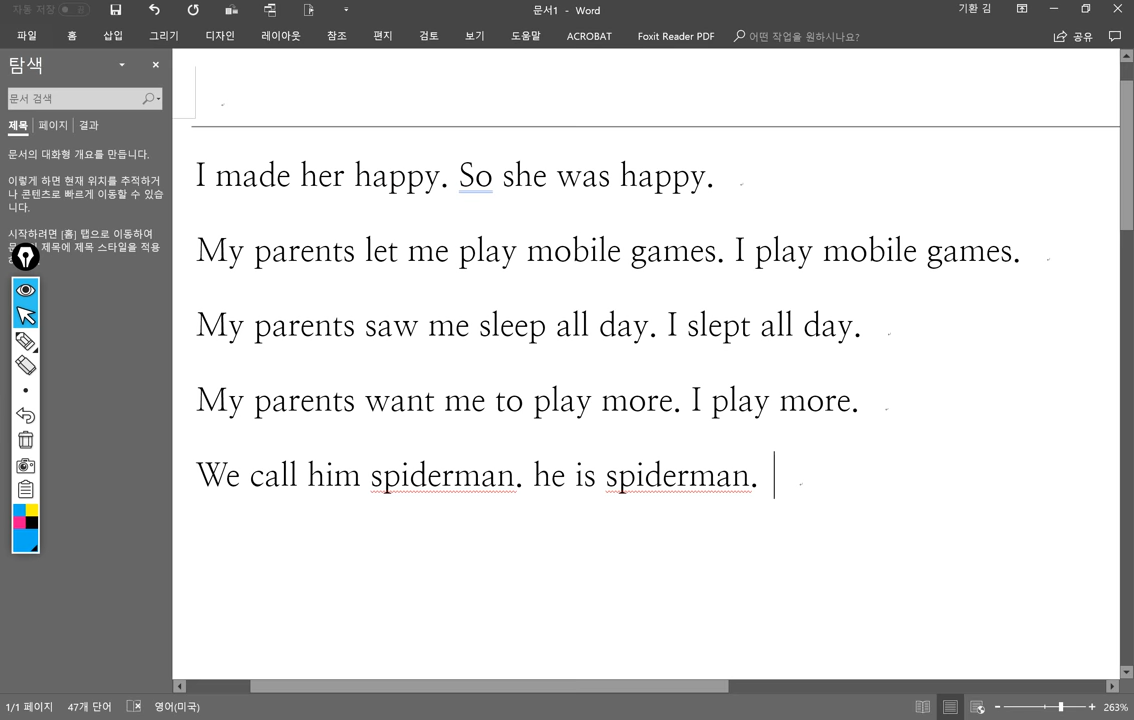 자동 저장
문서1 - Word
기환 김
파일 홈 삽입 그리기 디자인 레이아웃 참조 편지 검토 보기 도움말 ACROBAT Foxit Reader PDF 어떤 작업을 원하시나요? 공유
탐색
문서 검색
제목 페이지 결과
문서의 대화형 개요를 만듭니다.
이렇게 하면 현재 위치를 추적하거
나 콘텐츠로 빠르게 이동할 수 있습
니다.
시작하려면 [홈] 탭으로 이동하여
제목에 제목 스타일을 적용
I made her happy. So she was happy.
My parents let me play mobile games. I play mobile games.
My parents saw me sleep all day. I slept all day.
My parents want me to play more. I play more.
We call him spiderman. he is spiderman.
1/1 페이지 47개 단어 영어(미국)
263%